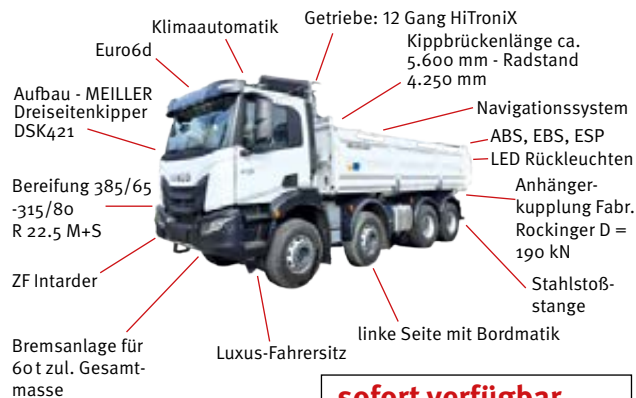 Klimaautomatik
Getriebe: 12 Gang HiTroniX
Euro6d
Kippbrückenlänge ca.
5.600 mm - Radstand
4.250 mm
Aufbau - MEILLER
Dreiseitenkipper
DSK421
Navigationssystem
ABS, EBS, ESP
LED Rückleuchten
Bereifung 385/65
-315/80
R 22.5 M+S
Anhänger-
kupplung Fabr.
Rockinger D =
190 kN
ZF Intarder
Stahlstoß-
stange
linke Seite mit Bordmatik
Luxus-Fahrersitz
Bremsanlage für
60 t zul. Gesamt-
masse
sofort verfügbar